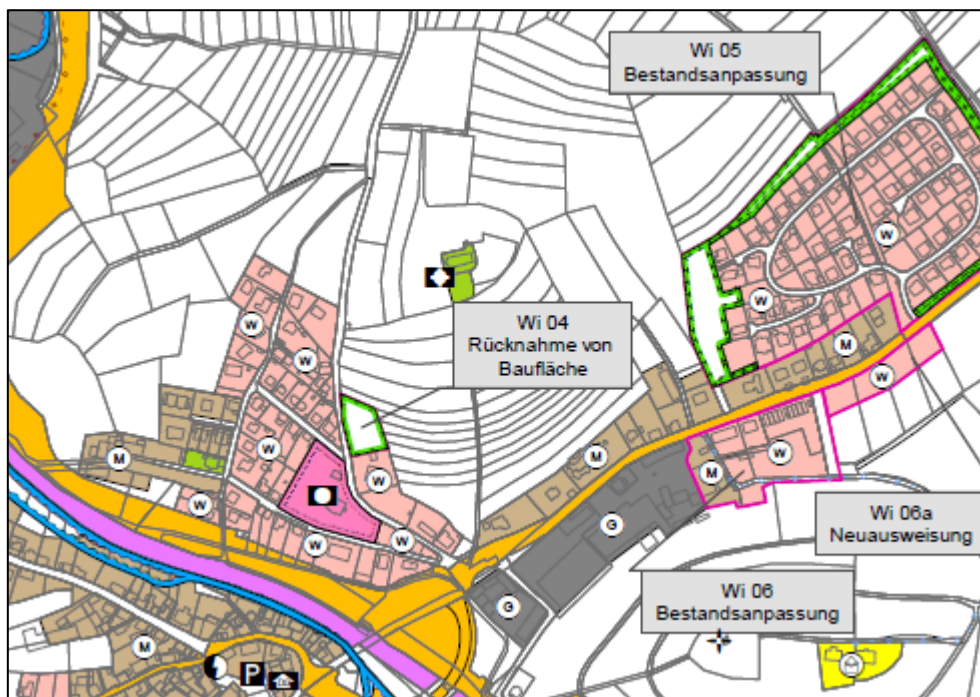 Wi 05
Bestandsanpassung
W
W
Wi 04
Rücknahme von
Baufläche
W
M
W
W
M
W
M
W
W
M
W
G
Wi 06a
Neuausweisung
W
W
Wi 06
Bestandsanpassung
G
M
P